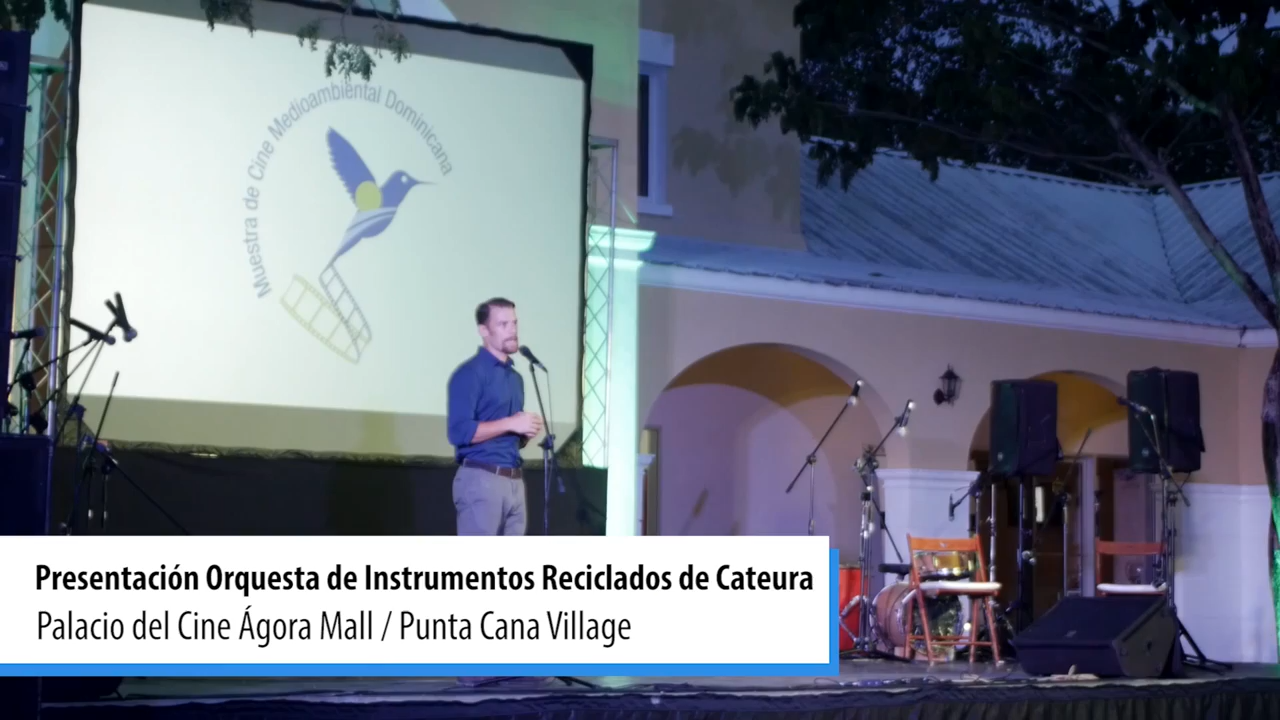 Muestra de Cine Medioambiental Dominicana
Presentación Orquesta de Instrumentos Reciclados de Cateura
Palacio del Cine Ágora Mall / Punta Cana Village